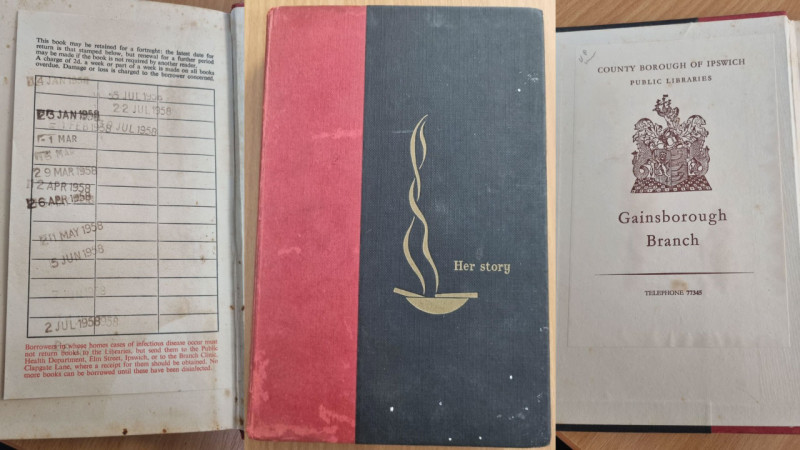 This book may be retained for a fortnight; the latest date for
return is that stamped below, but renewal for a further period
may be made if the book is not required by another reader.
A charge of 2d. a week or part of a week is made on all books
overdue. Damage or loss is charged to the borrower concerned.
JAN 1958
JUL 1958
22 JUL 1958
JAN 1958
JUL 1958
-1 MAR
29 MAR 1958
12 APR 1958
26 APR 1958
11 MAY 1958
5 JUN 1958
2 JUL 1958
Borrowers in whose homes cases of infectious disease occur must
not return books to the Libraries, but send them to the Public
Health Department, Elm Street, Ipswich, or to the Branch Clinic,
Clapgate Lane, where a receipt for them should be obtained. No
more books can be borrowed until these have been disinfected.
Her story
COUNTY BOROUGH OF IPSWICH
PUBLIC LIBRARIES
Gainsborough
Branch
TELEPHONE 77345